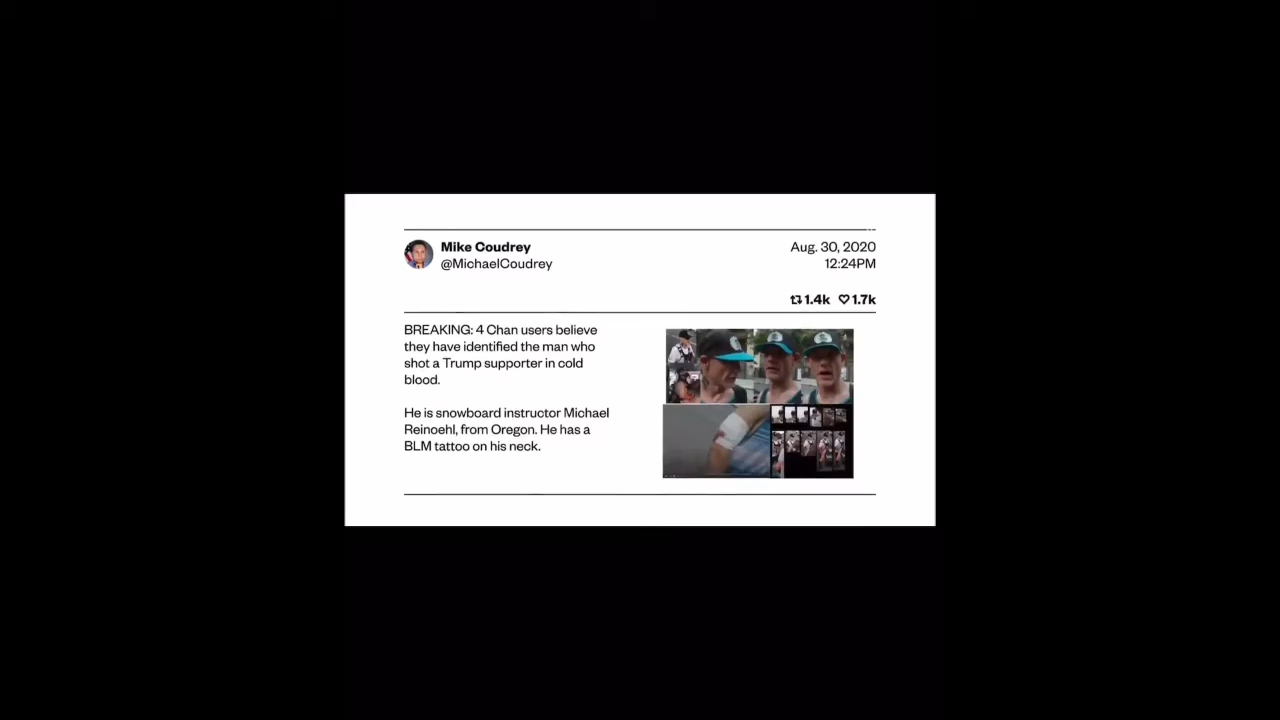 Mike Coudrey
@MichaelCoudrey
Aug. 30, 2020
12:24PM
1.4k 1.7k
BREAKING: 4 Chan users believe
they have identified the man who
shot a Trump supporter in cold
blood.
He is snowboard instructor Michael
Reinoehl, from Oregon. He has a
BLM tattoo on his neck.